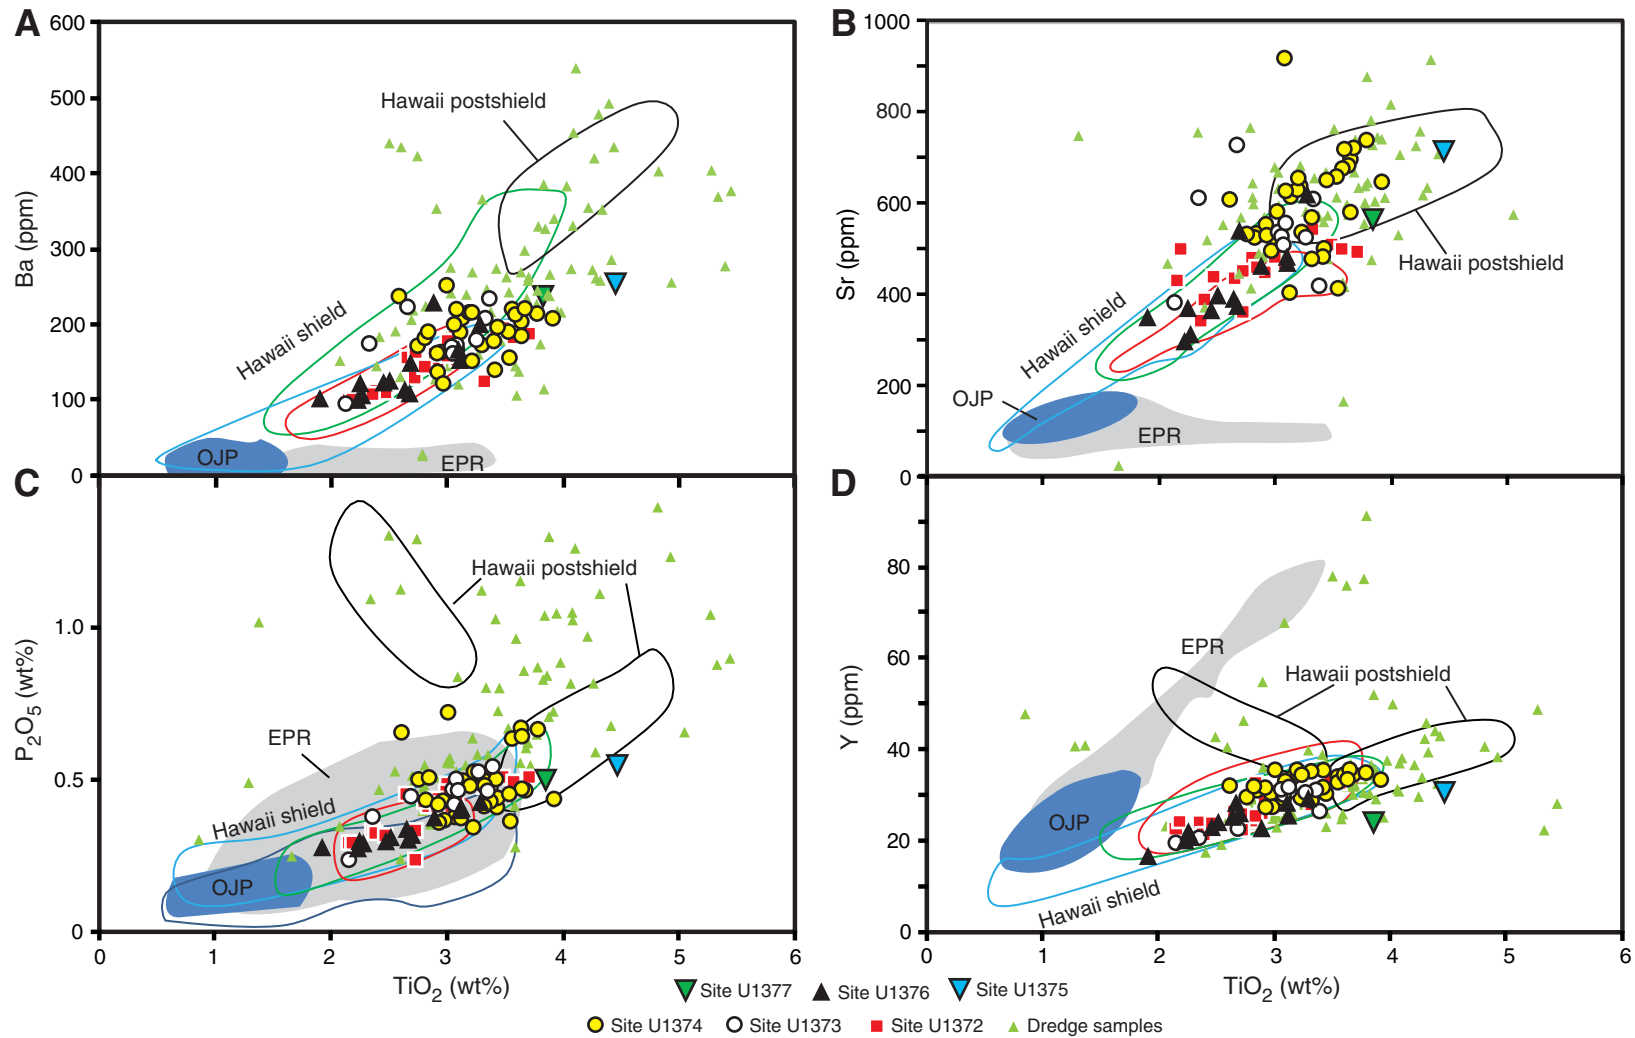 A
600
500
400
300
200
100
0
Ba (ppm)
Hawaii postshield
Hawaii shield
OJP
EPR
B
1000
800
600
400
200
0
Sr (ppm)
Hawaii shield
Hawaii postshield
OJP
EPR
C
1.0
0.5
0
P2O5 (wt%)
Hawaii postshield
EPR
Hawaii shield
OJP
0 1 2 3 4 5 6
TiO2 (wt%)
D
80
60
40
20
0
Y (ppm)
EPR
Hawaii postshield
OJP
Hawaii shield
0 1 2 3 4 5 6
TiO2 (wt%)
Site U1377 Site U1376 Site U1375
Site U1374 Site U1373 Site U1372 Dredge samples